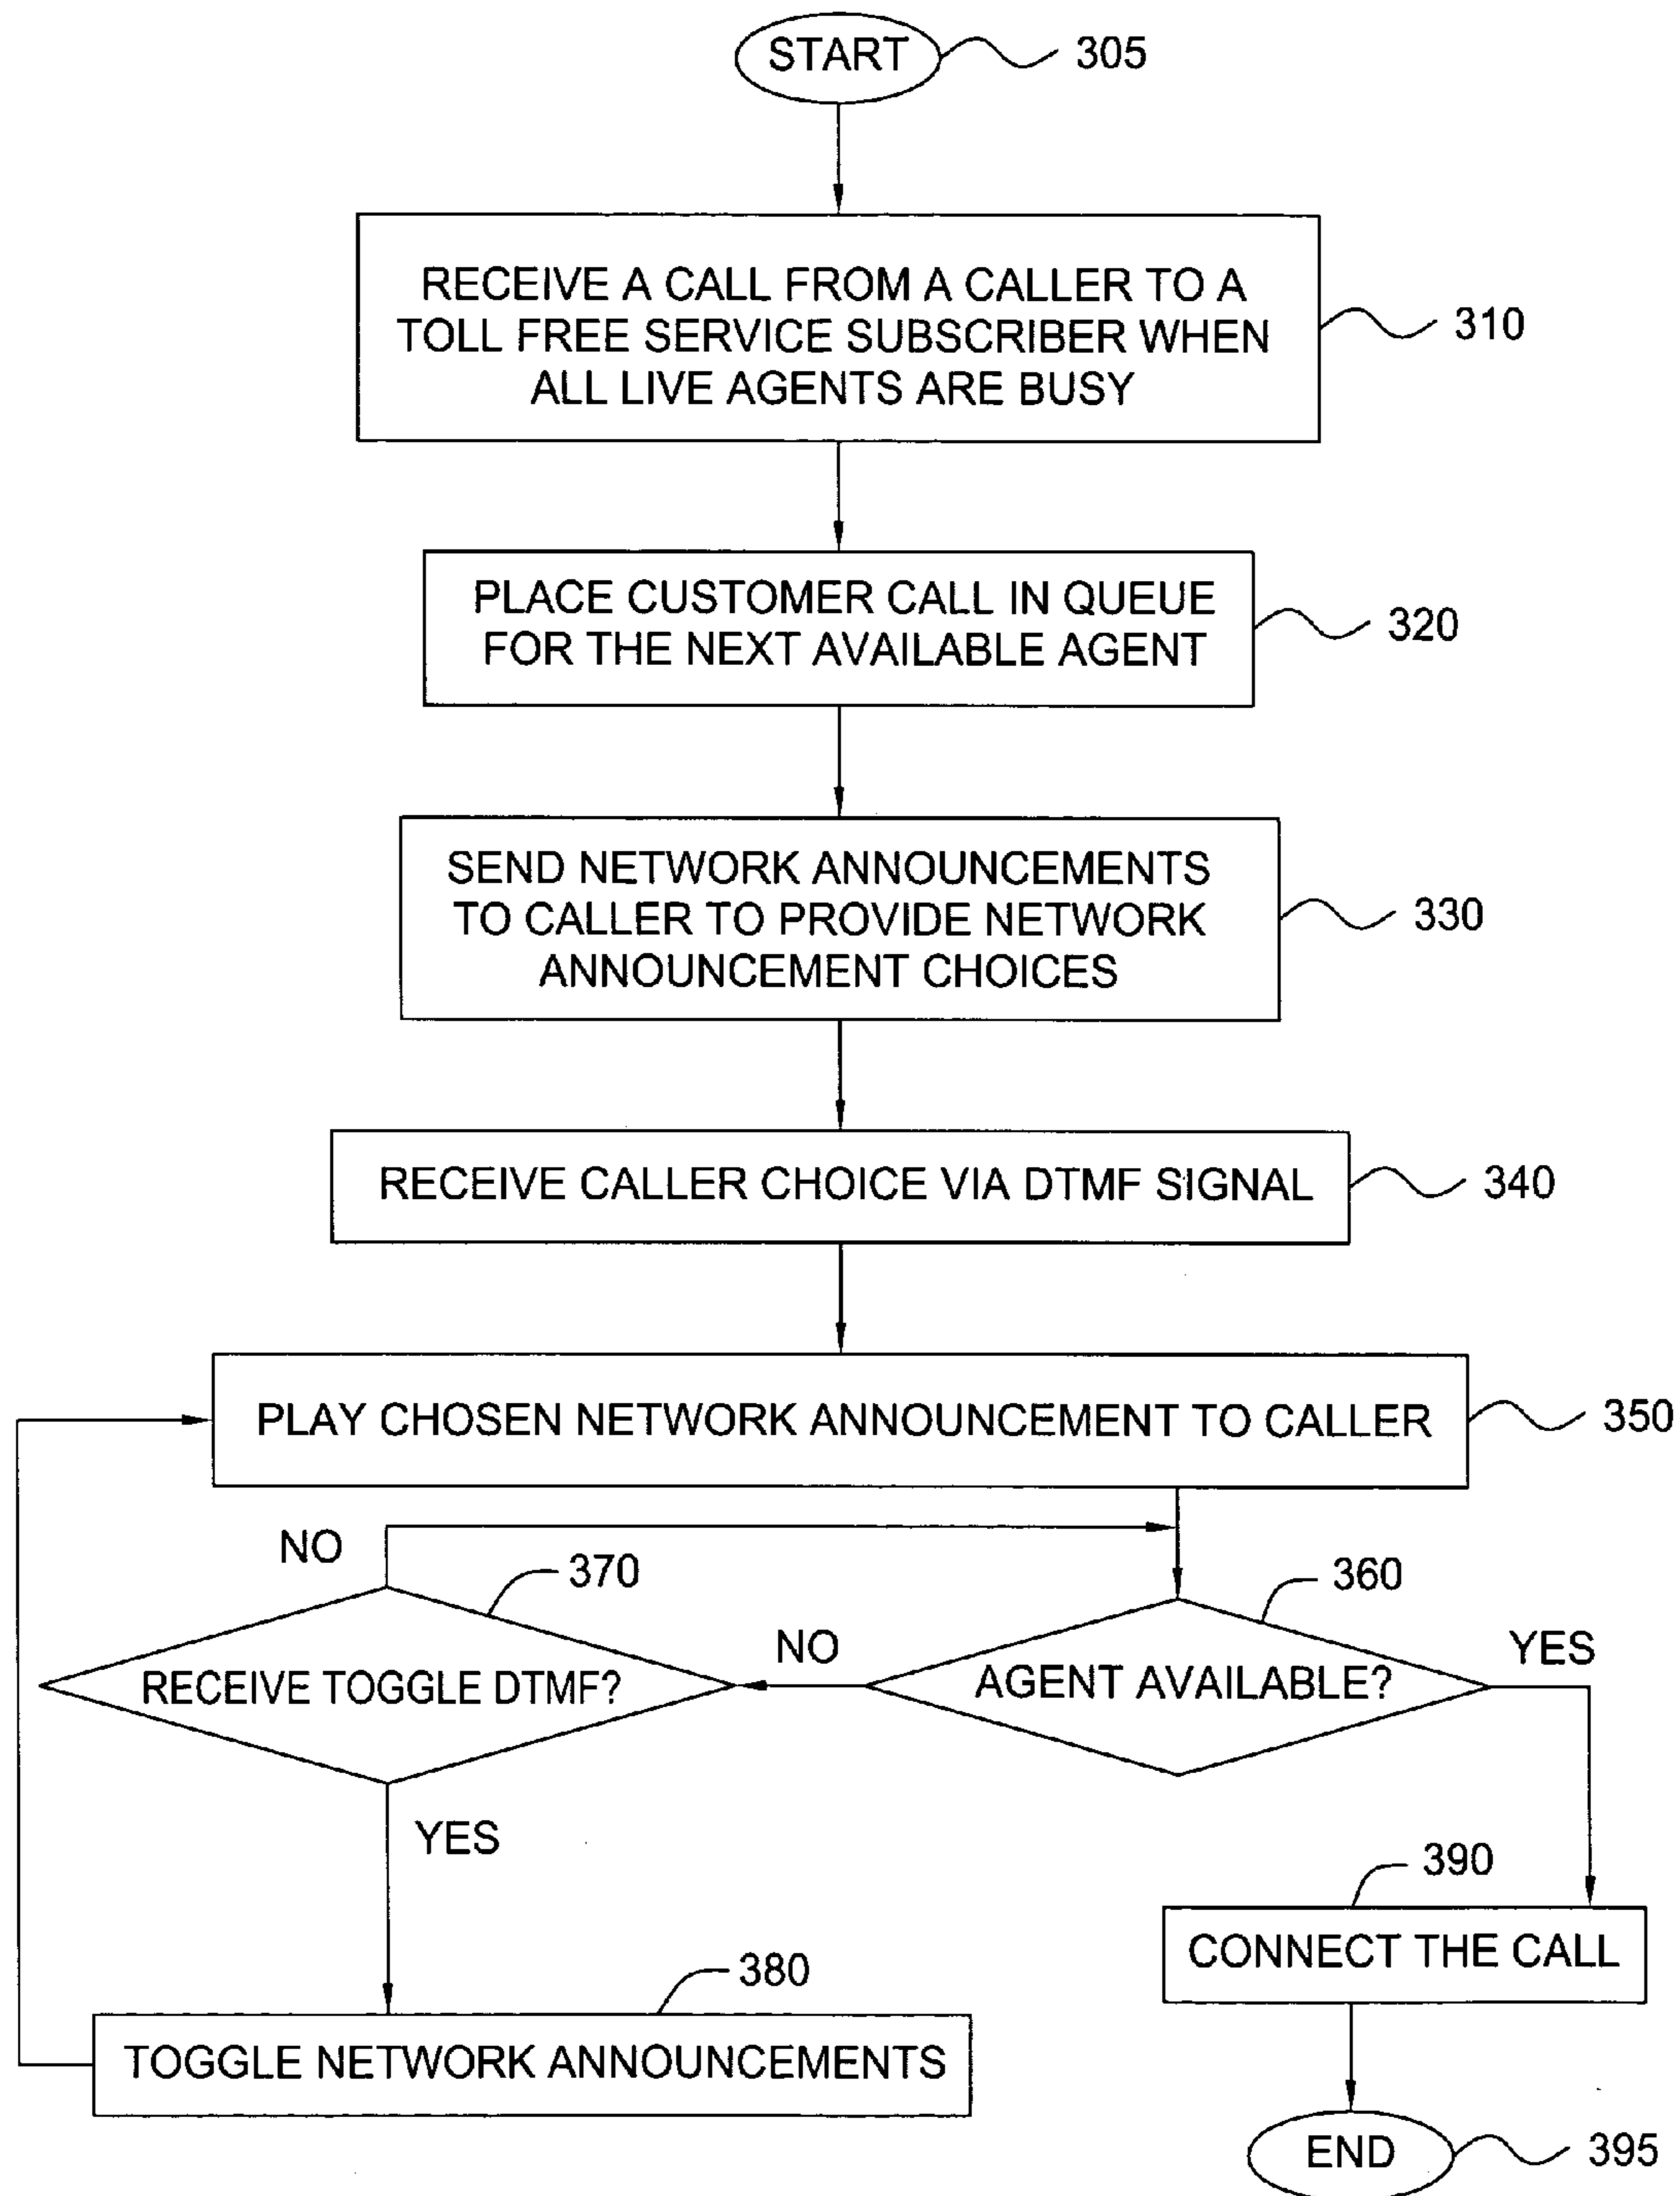 START
305
RECEIVE A CALL FROM A CALLER TO A
TOLL FREE SERVICE SUBSCRIBER WHEN
ALL LIVE AGENTS ARE BUSY
310
PLACE CUSTOMER CALL IN QUEUE
FOR THE NEXT AVAILABLE AGENT
320
SEND NETWORK ANNOUNCEMENTS
TO CALLER TO PROVIDE NETWORK
ANNOUNCEMENT CHOICES
330
RECEIVE CALLER CHOICE VIA DTMF SIGNAL
340
PLAY CHOSEN NETWORK ANNOUNCEMENT TO CALLER
350
NO
370
360
RECEIVE TOGGLE DTMF?
NO
AGENT AVAILABLE?
YES
YES
390
CONNECT THE CALL
380
TOGGLE NETWORK ANNOUNCEMENTS
END
395